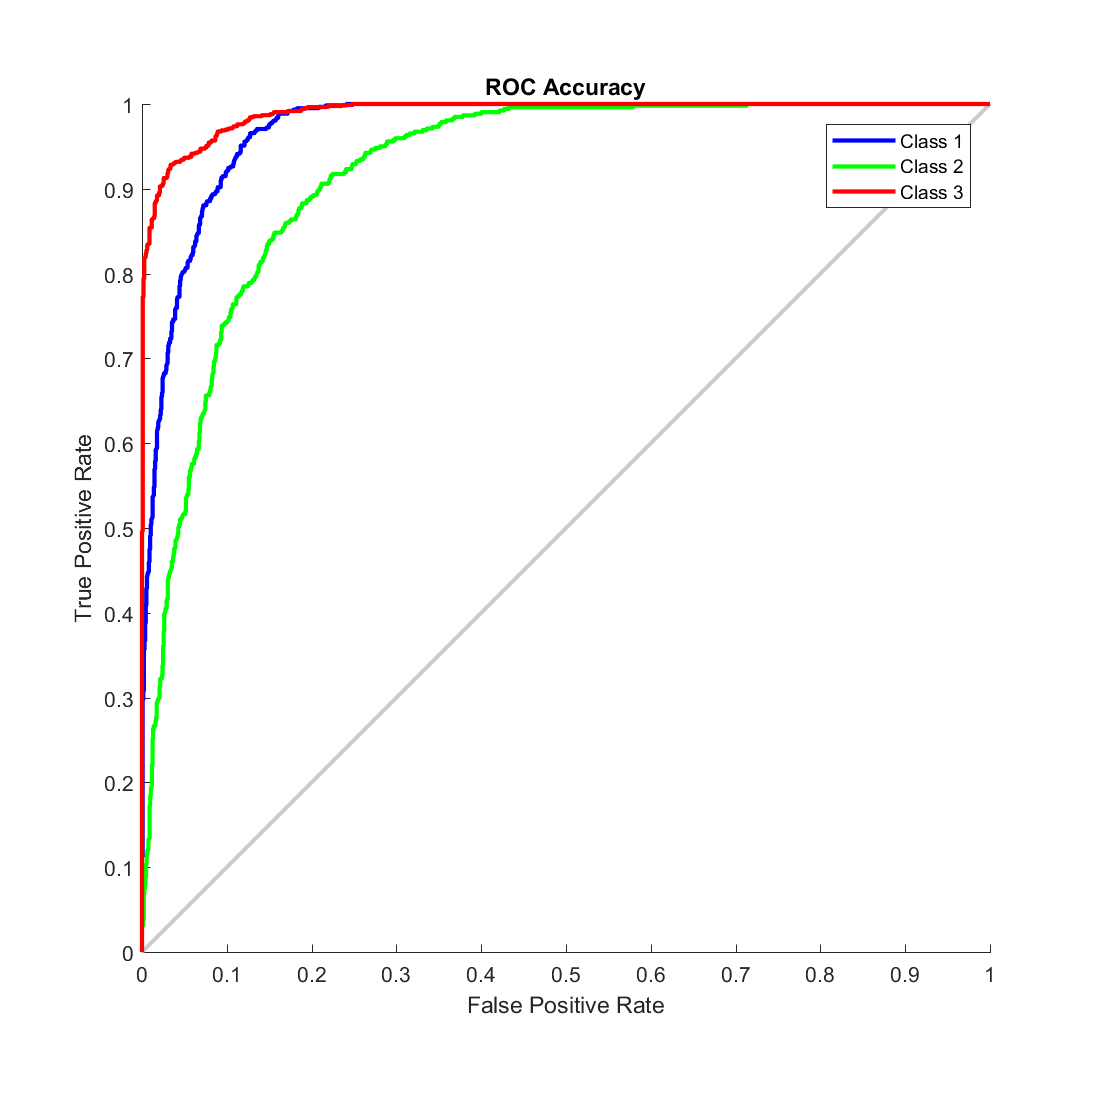 ROC Accuracy
1
0.9
0.8
0.7
0.6
0.5
0.4
0.3
0.2
0.1
0
True Positive Rate
Class 1
Class 2
Class 3
0 0.1 0.2 0.3 0.4 0.5 0.6 0.7 0.8 0.9 1
False Positive Rate